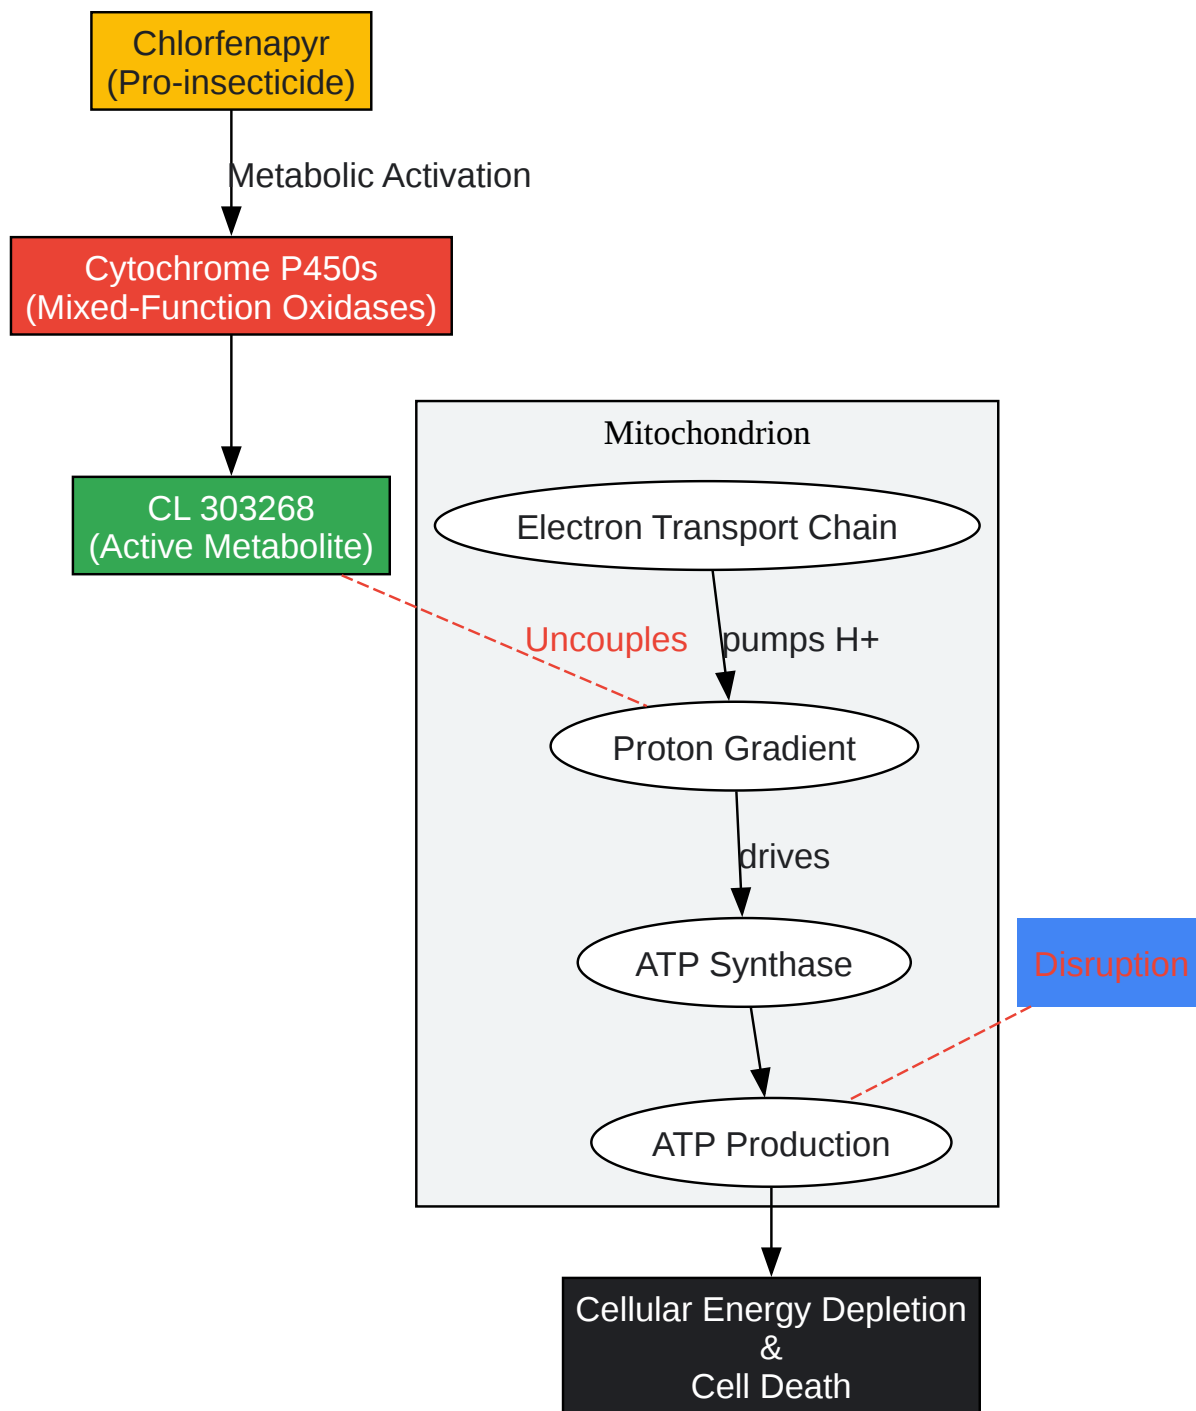 Chlorfenapyr
(Pro-insecticide)
Metabolic Activation
Cytochrome P450s
(Mixed-Function Oxidases)
Mitochondrion
CL 303268
(Active Metabolite)
Electron Transport Chain
Uncouples
pumps H+
Proton Gradient
drives
ATP Synthase
Disruption
ATP Production
Cellular Energy Depletion
&
Cell Death